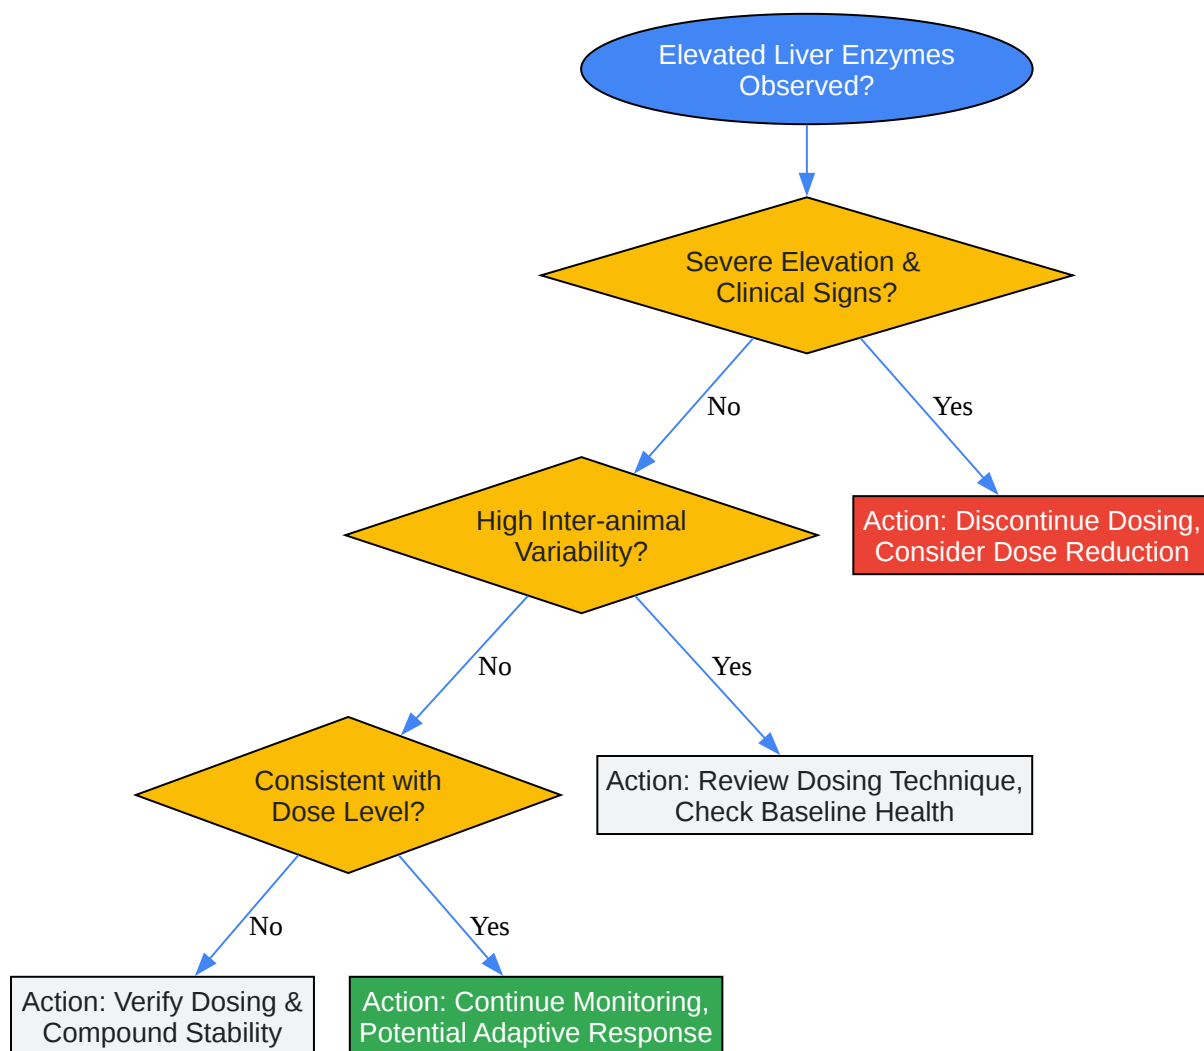 Elevated Liver Enzymes
Observed?
Severe Elevation &
Clinical Signs?
No
Yes
High Inter-animal
Variability?
Action: Discontinue Dosing,
Consider Dose Reduction
No
Yes
Consistent with
Dose Level?
Action: Review Dosing Technique,
Check Baseline Health
No
Yes
Action: Verify Dosing &
Compound Stability
Action: Continue Monitoring,
Potential Adaptive Response